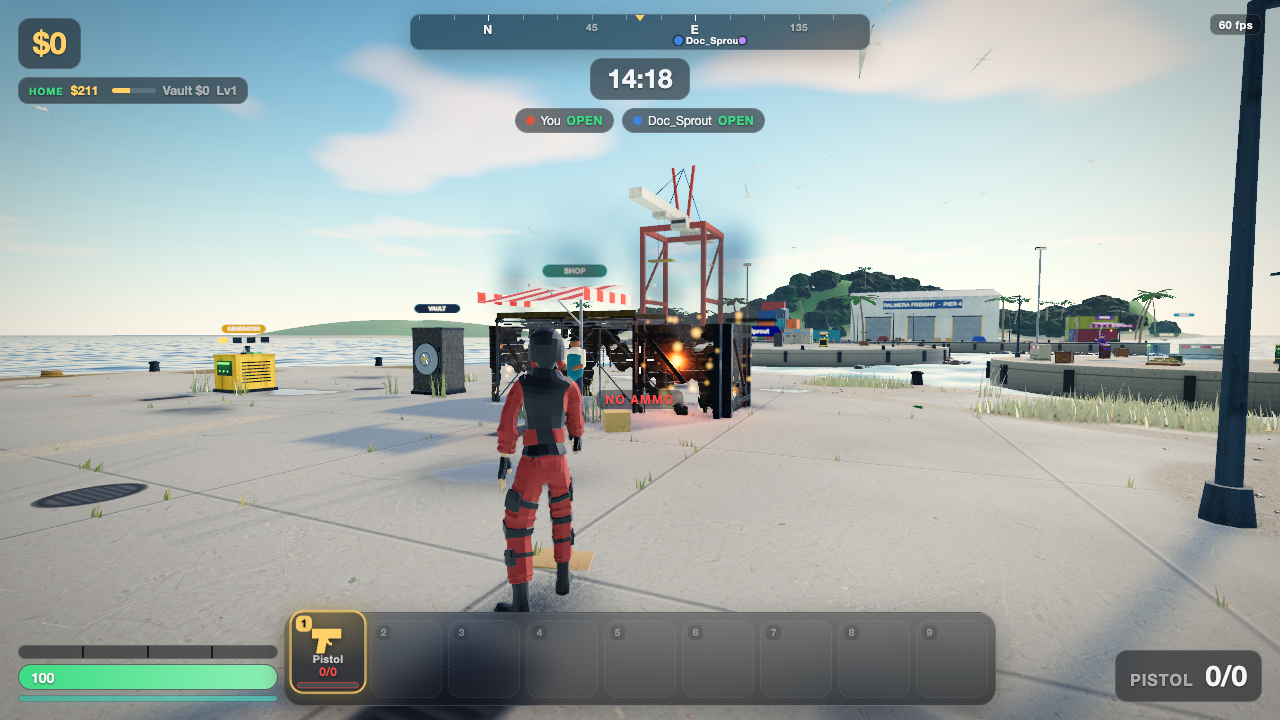 $0
HOME $211 Vault $0 Lv1
N 45 E 135
Doc_Sprou
60 fps
14:18
You OPEN
Doc_Sprout OPEN
SHOP
VAULT
GENERATOR
PALMERA FREIGHT · PIER 4
Sprout
NO AMMO
1 2 3 4 5 6 7 8 9
Pistol
0/0
100
PISTOL 0/0